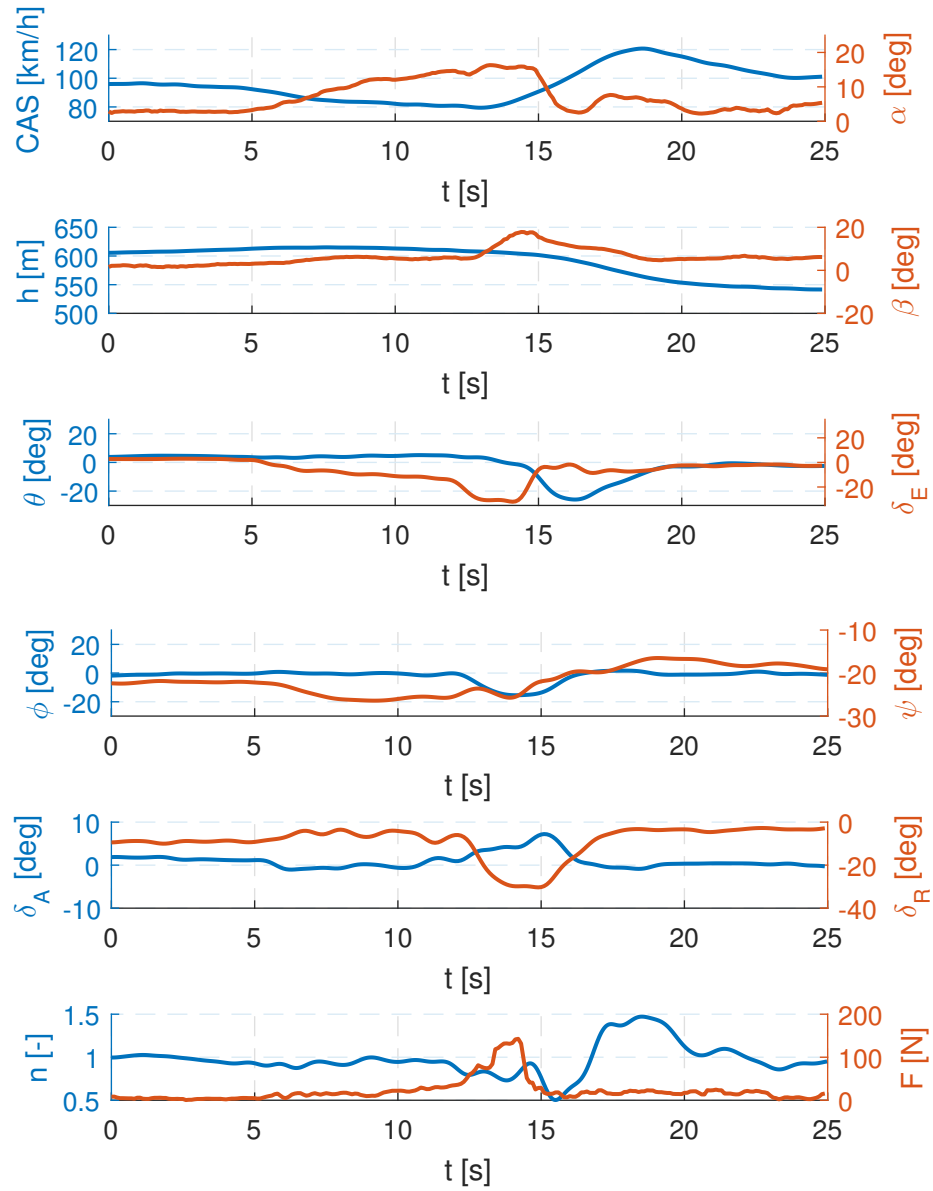 CAS [km/h]
120
100
80
20
10
0
α [deg]
0 5 10 15 20 25
t [s]
h [m]
650
600
550
500
20
0
-20
β [deg]
0 5 10 15 20 25
t [s]
θ [deg]
20
0
-20
20
0
-20
δE [deg]
0 5 10 15 20 25
t [s]
ϕ [deg]
20
0
-20
-10
-20
-30
ψ [deg]
0 5 10 15 20 25
t [s]
δA [deg]
10
0
-10
0
-20
-40
δR [deg]
0 5 10 15 20 25
t [s]
n [-]
1.5
1
0.5
200
100
0
F [N]
0 5 10 15 20 25
t [s]